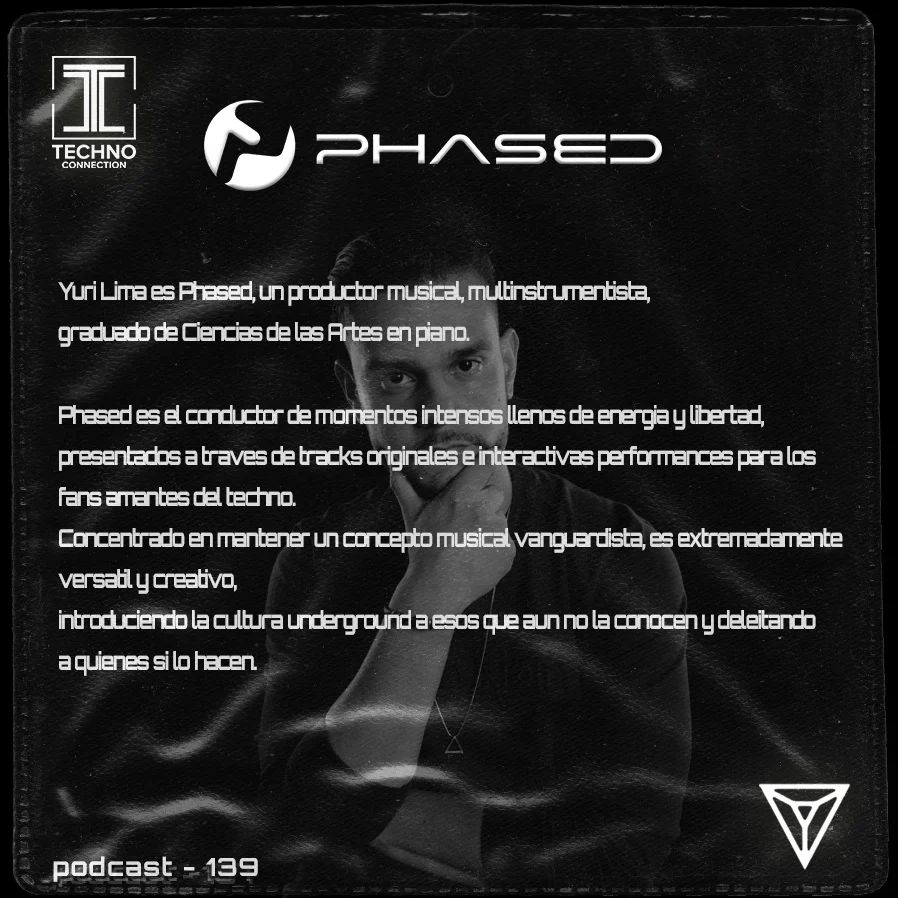 TECHNO
CONNECTION
PHASED
Yuri Lima es Phased, un productor musical, multinstrumentista,
graduado de Ciencias de las Artes en piano.
Phased es el conductor de momentos intensos llenos de energia y libertad,
presentados a traves de tracks originales e interactivas performances para los
fans amantes del techno.
Concentrado en mantener un concepto musical vanguardista, es extremadamente
versatil y creativo,
introduciendo la cultura underground a esos que aun no la conocen y deleitando
a quienes si lo hacen.
podcast - 139